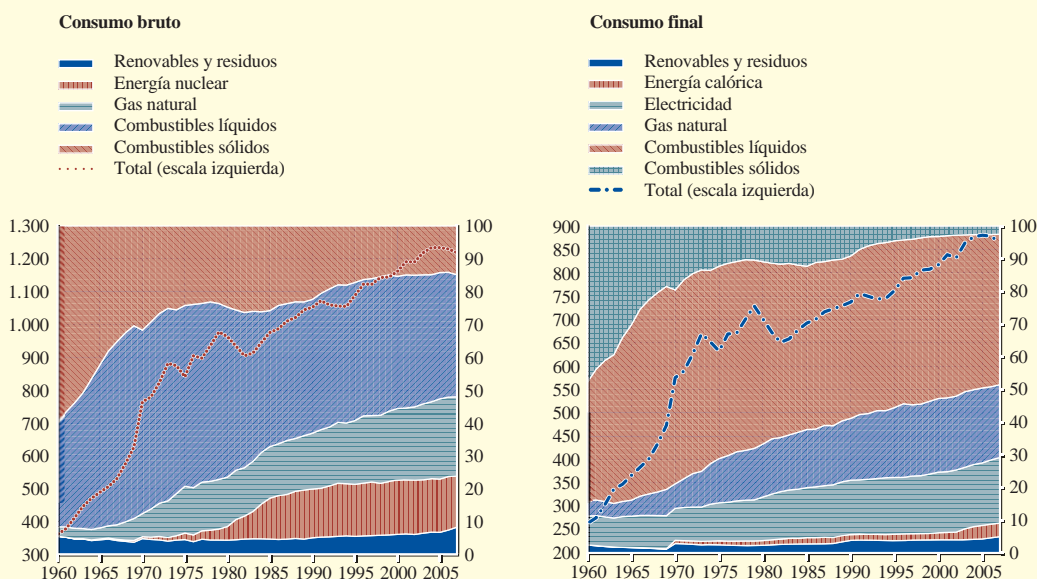 Consumo bruto
Renovables y residuos
Energía nuclear
Gas natural
Combustibles líquidos
Combustibles sólidos
Total (escala izquierda)
1.300
1.200
1.100
1.000
900
800
700
600
500
400
300
100
90
80
70
60
50
40
30
20
10
0
1960 1965 1970 1975 1980 1985 1990 1995 2000 2005
Consumo final
Renovables y residuos
Energía calórica
Electricidad
Gas natural
Combustibles líquidos
Combustibles sólidos
Total (escala izquierda)
900
850
800
750
700
650
600
550
500
450
400
350
300
250
200
100
90
80
70
60
50
40
30
20
10
0
1960 1965 1970 1975 1980 1985 1990 1995 2000 2005